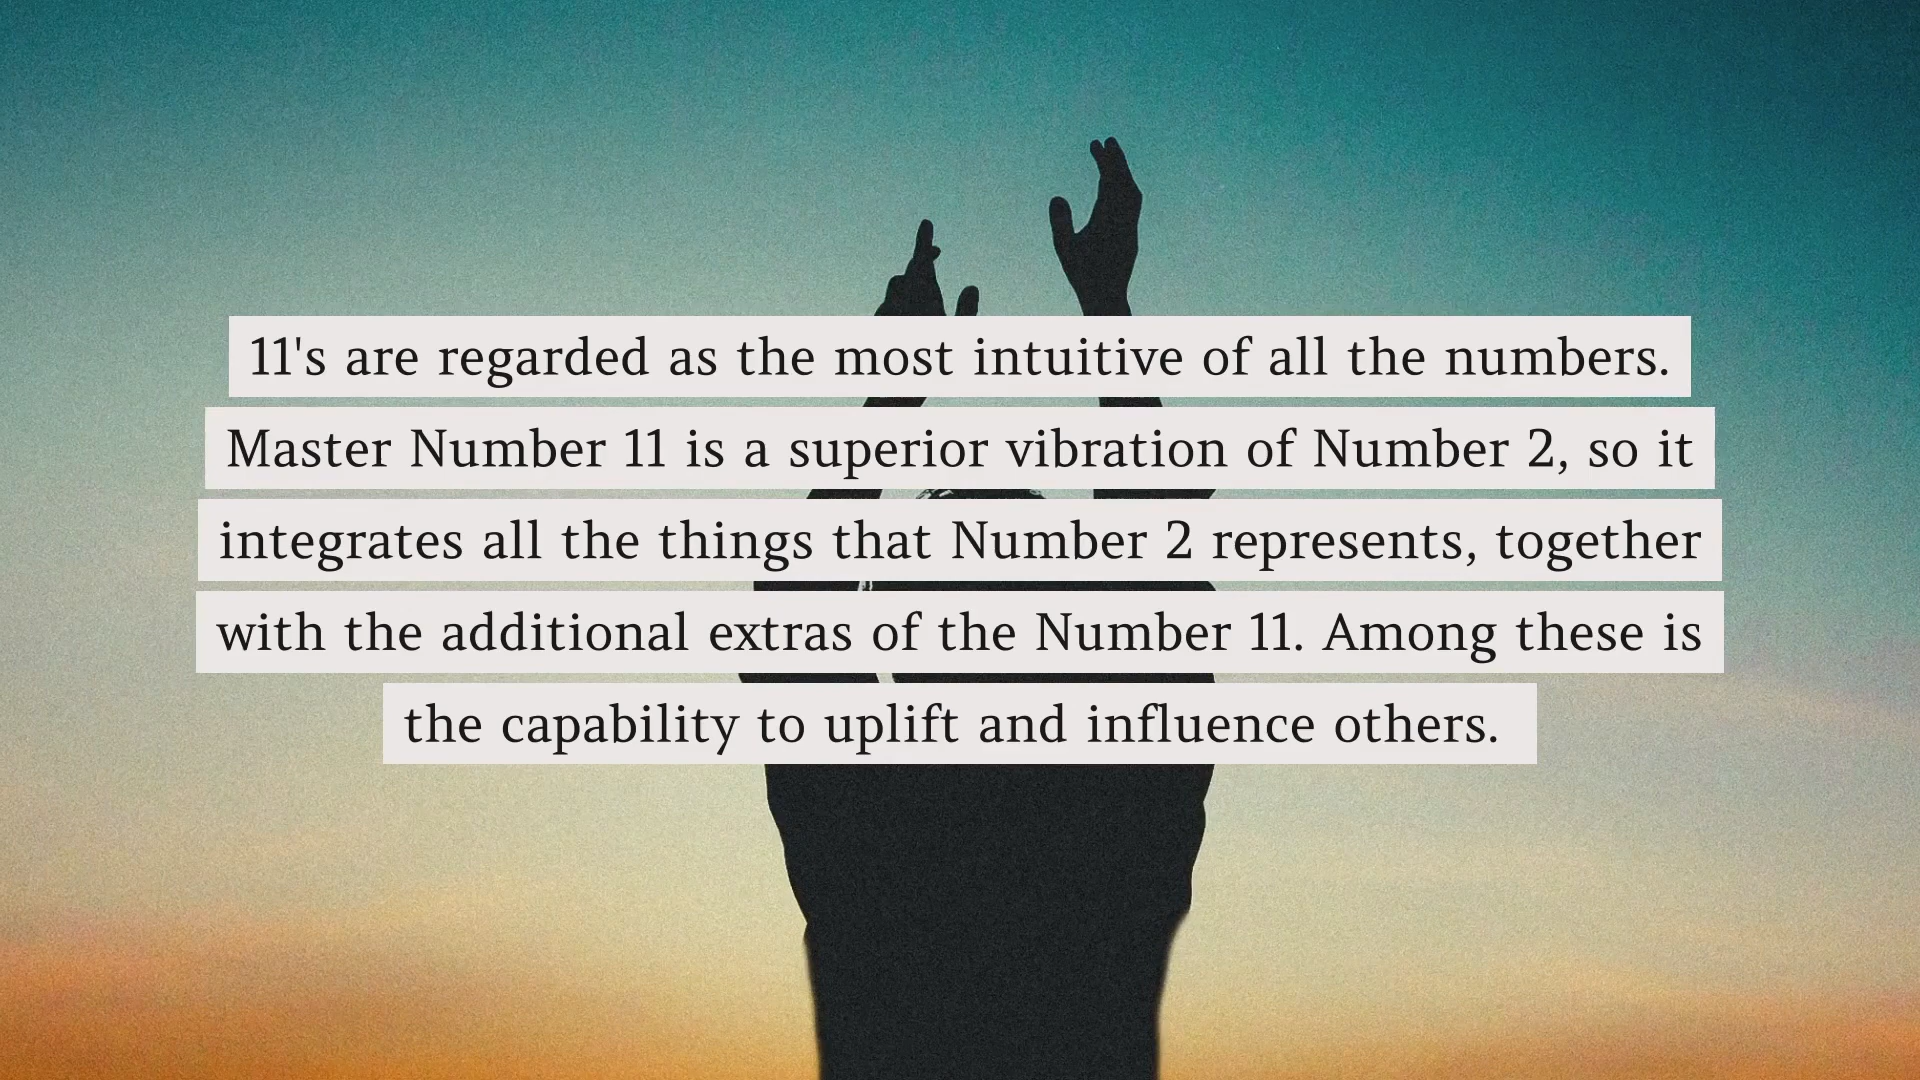 11's are regarded as the most intuitive of all the numbers.
Master Number 11 is a superior vibration of Number 2, so it
integrates all the things that Number 2 represents, together
with the additional extras of the Number 11. Among these is
the capability to uplift and influence others.